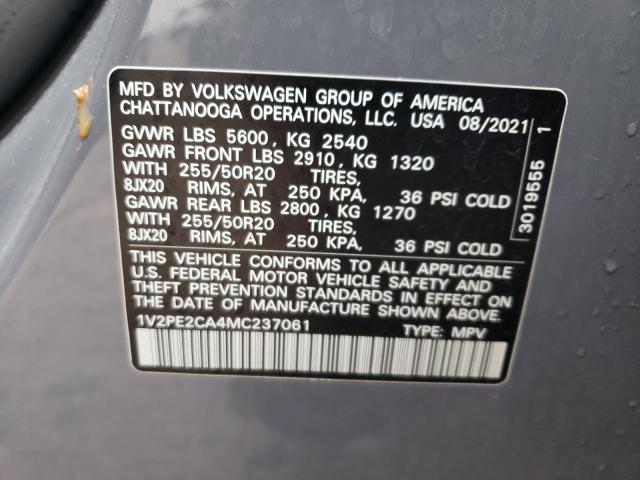 MFD BY VOLKSWAGEN GROUP OF AMERICA
CHATTANOOGA OPERATIONS, LLC. USA 08/2021
GVWR LBS 5600, KG 2540
GAWR FRONT LBS 2910, KG 1320
WITH 255/50R20 TIRES,
8JX20 RIMS, AT 250 KPA, 36 PSI COLD
GAWR REAR LBS 2800, KG 1270
WITH 255/50R20 TIRES,
8JX20 RIMS, AT 250 KPA, 36 PSI COLD
THIS VEHICLE CONFORMS TO ALL APPLICABLE
U.S. FEDERAL MOTOR VEHICLE SAFETY AND
THEFT PREVENTION STANDARDS IN EFFECT ON
THE DATE OF MANUFACTURE SHOWN ABOVE.
1V2PE2CA4MC237061 TYPE: MPV
3019555 1